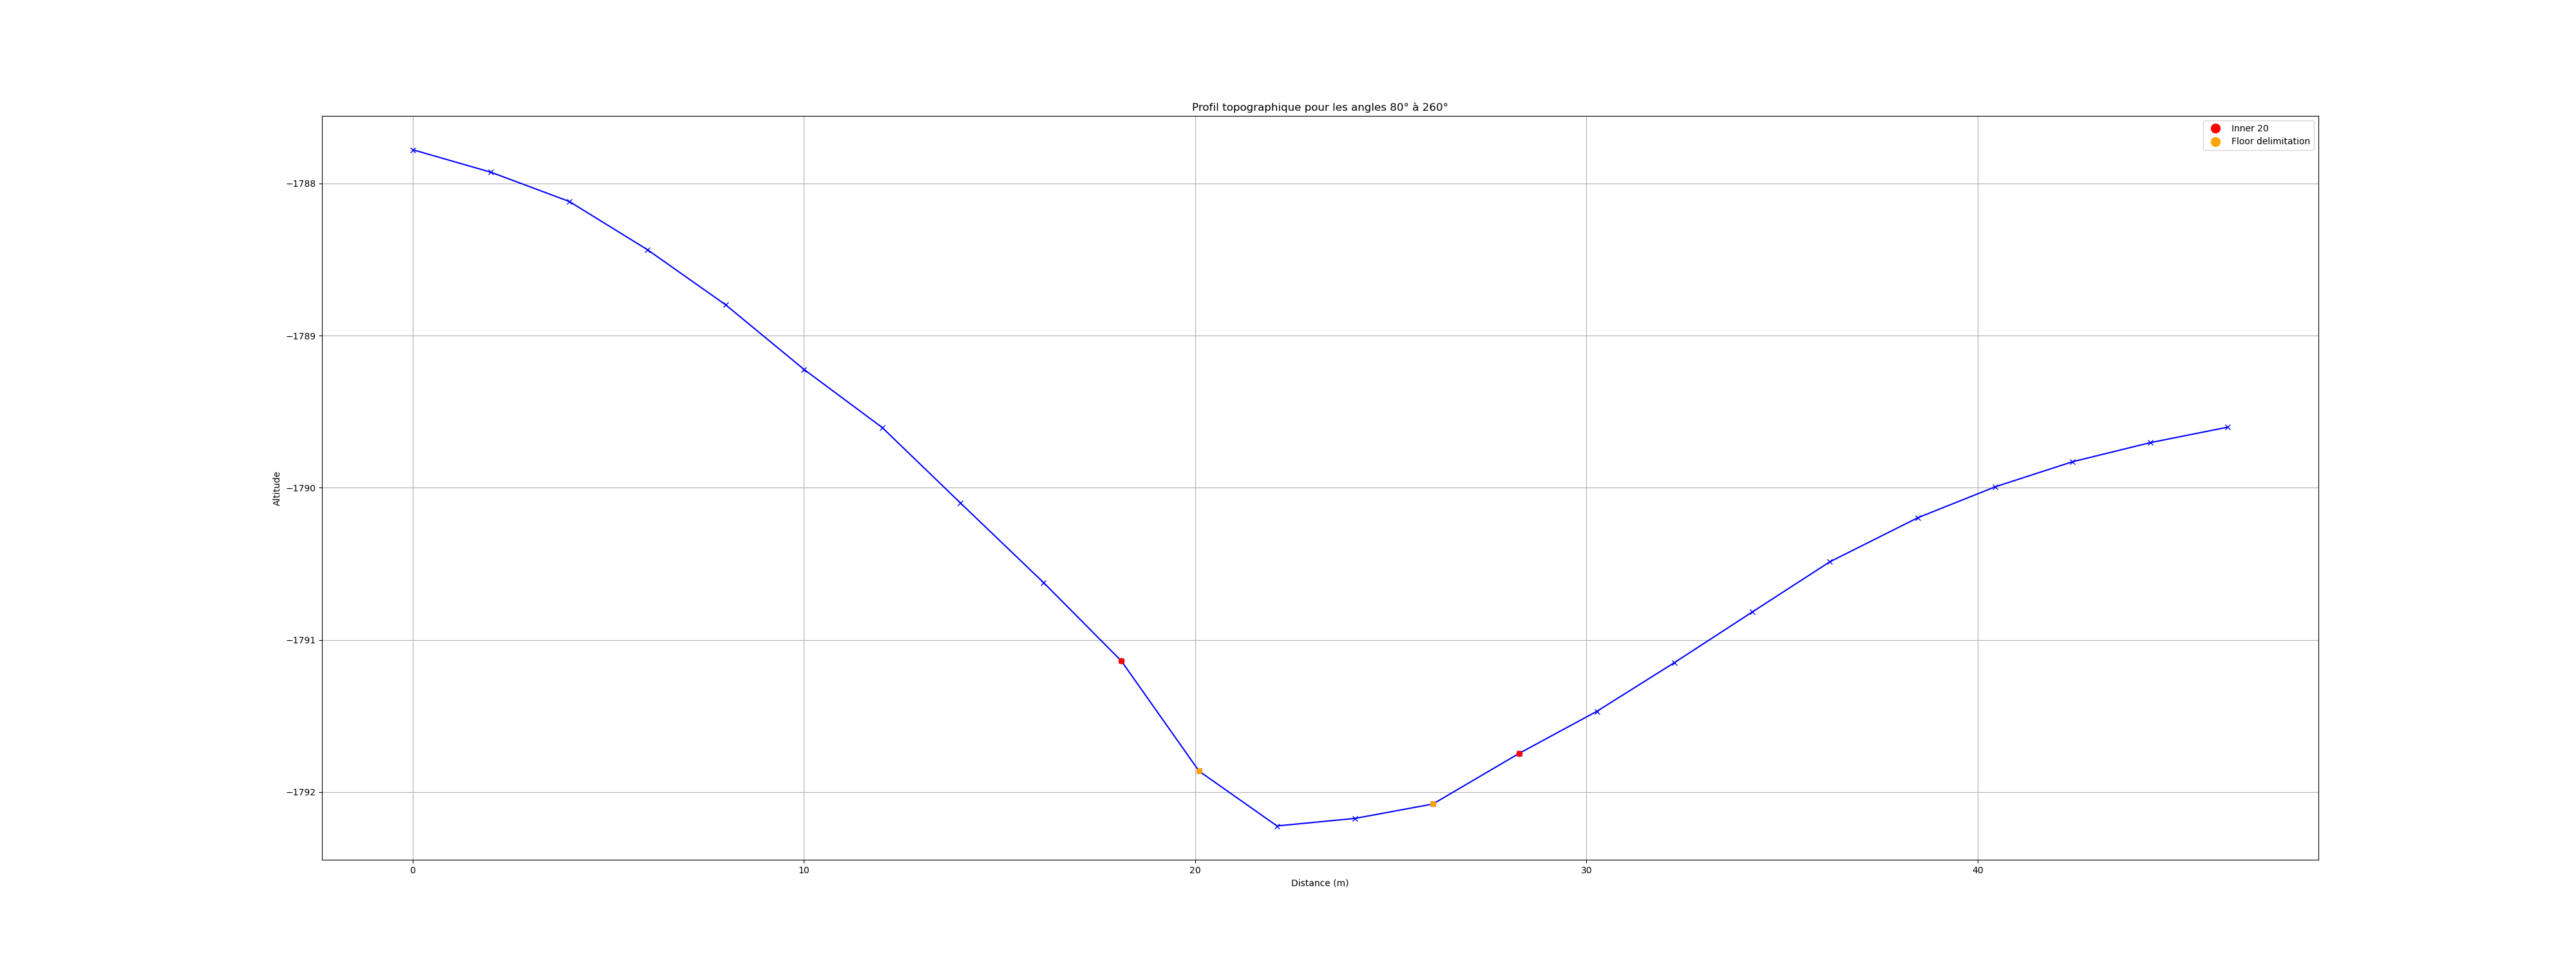 Profil topographique pour les angles 80° à 260°
Inner 20
Floor delimitation
−1788
−1789
−1790
−1791
−1792
Altitude
0 10 20 30 40
Distance (m)